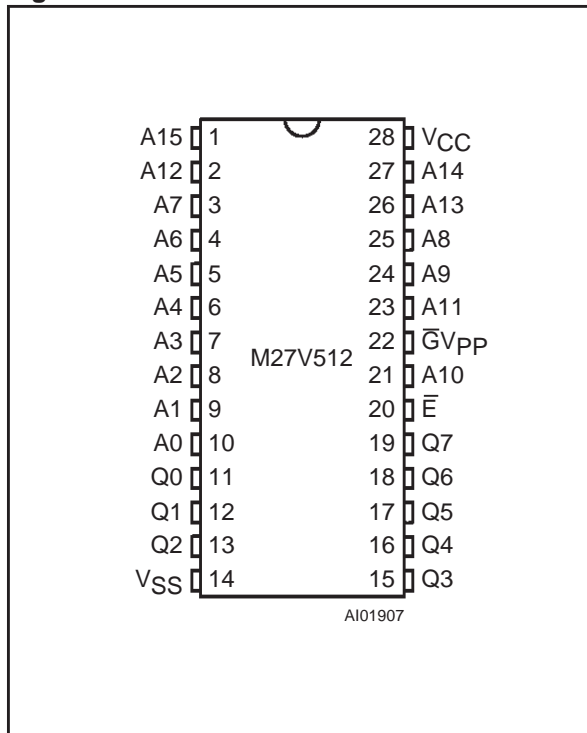 A15 1 28 VCC
A12 2 27 A14
A7 3 26 A13
A6 4 25 A8
A5 5 24 A9
A4 6 23 A11
A3 7 22 G̅VPP
M27V512
A2 8 21 A10
A1 9 20 E̅
A0 10 19 Q7
Q0 11 18 Q6
Q1 12 17 Q5
Q2 13 16 Q4
VSS 14 15 Q3
AI01907